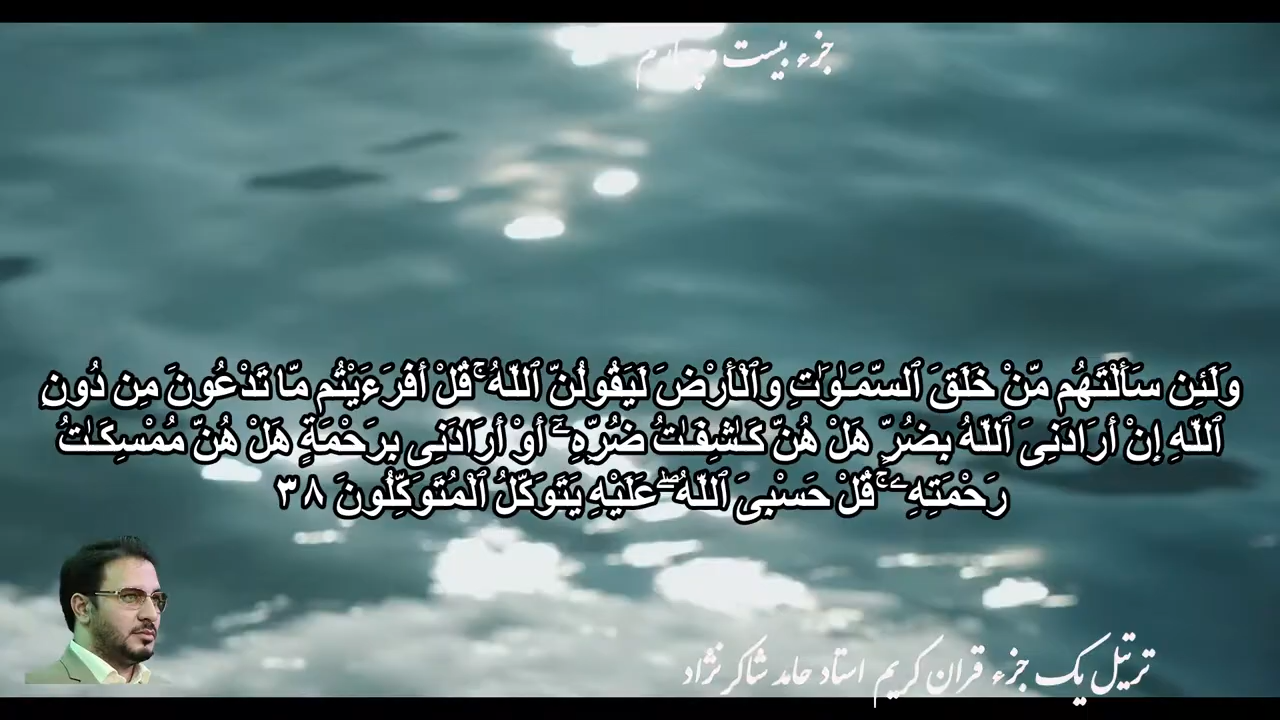 جزء بیست و چهارم
وَلَئِن سَأَلْتَهُم مَّنْ خَلَقَ ٱلسَّمَـٰوَٰتِ وَٱلْأَرْضَ لَيَقُولُنَّ ٱللَّهُ ۚ قُلْ أَفَرَءَيْتُم مَّا تَدْعُونَ مِن دُونِ
ٱللَّهِ إِنْ أَرَادَنِىَ ٱللَّهُ بِضُرٍّ هَلْ هُنَّ كَـٰشِفَـٰتُ ضُرِّهِۦٓ أَوْ أَرَادَنِى بِرَحْمَةٍ هَلْ هُنَّ مُمْسِكَـٰتُ
رَحْمَتِهِۦ ۚ قُلْ حَسْبِىَ ٱللَّهُ ۖ عَلَيْهِ يَتَوَكَّلُ ٱلْمُتَوَكِّلُونَ ٣٨
ترتیل یک جزء قران کریم استاد حامد شاکرنژاد